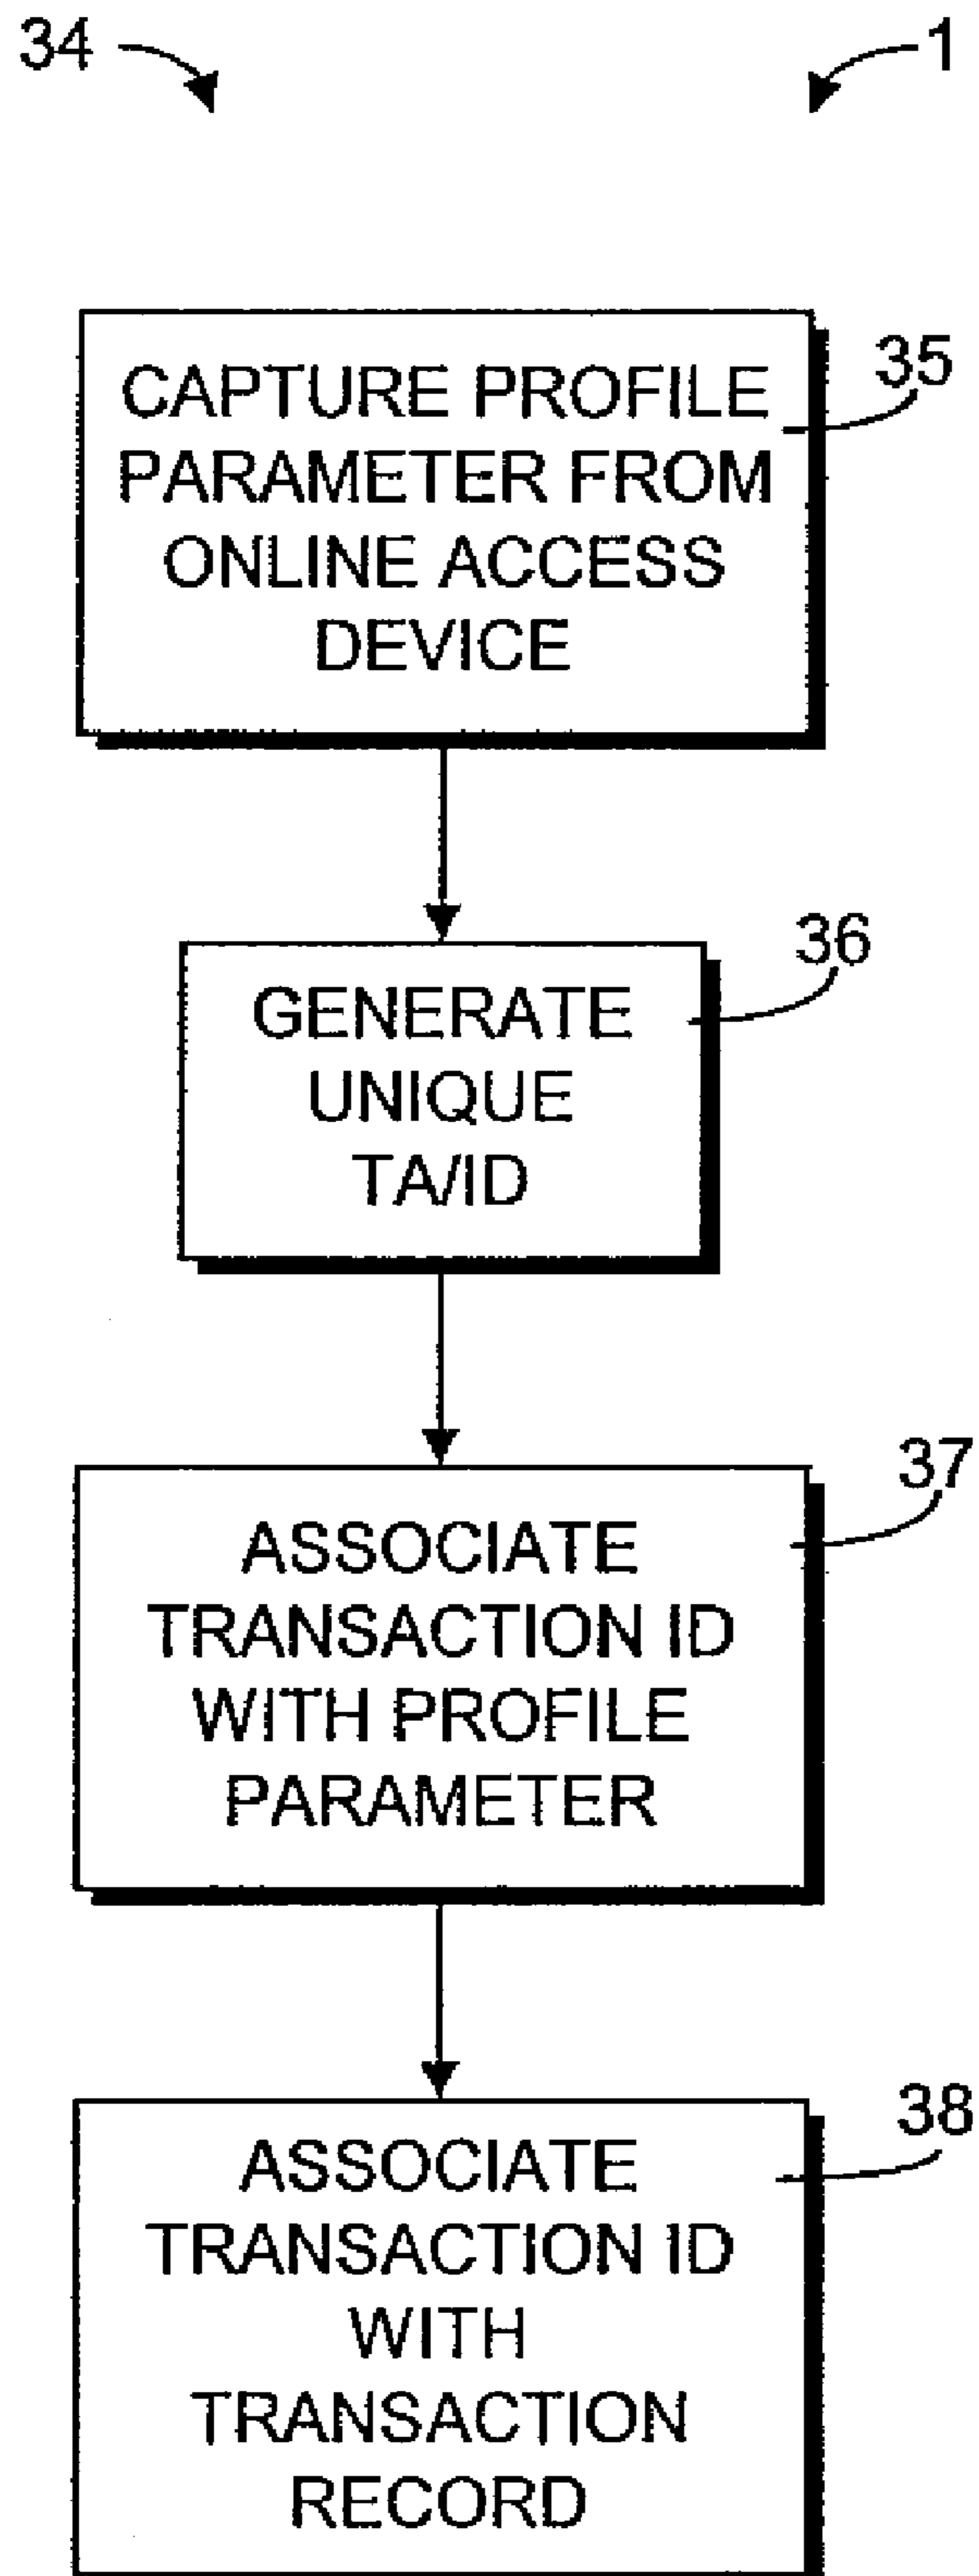 34
1
CAPTURE PROFILE
PARAMETER FROM
ONLINE ACCESS
DEVICE
35
GENERATE
UNIQUE
TA/ID
36
ASSOCIATE
TRANSACTION ID
WITH PROFILE
PARAMETER
37
ASSOCIATE
TRANSACTION ID
WITH
TRANSACTION
RECORD
38